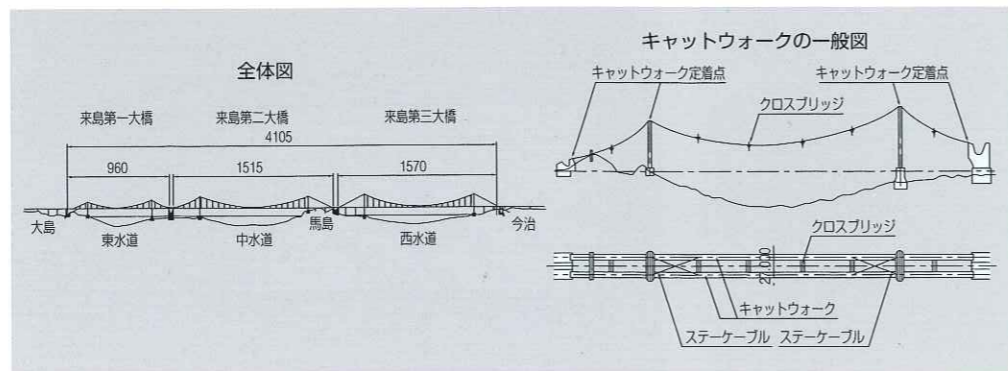 全体図
来島第一大橋 来島第二大橋 来島第三大橋
4105
960 1515 1570
大島 馬島 今治
東水道 中水道 西水道
キャットウォークの一般図
キャットウォーク定着点 キャットウォーク定着点
クロスブリッジ
クロスブリッジ
27.000
キャットウォーク
ステーケーブル ステーケーブル